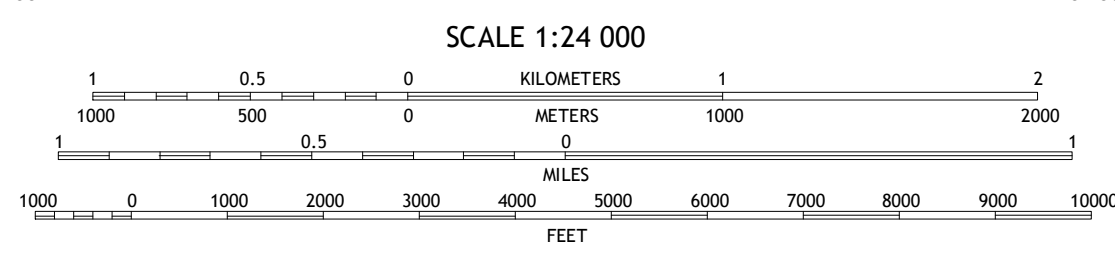 SCALE 1:24 000
1 0.5 0 KILOMETERS 1 2
1000 500 0 METERS 1000 2000
1 0.5 0 1
MILES
1000 0 1000 2000 3000 4000 5000 6000 7000 8000 9000 10000
FEET